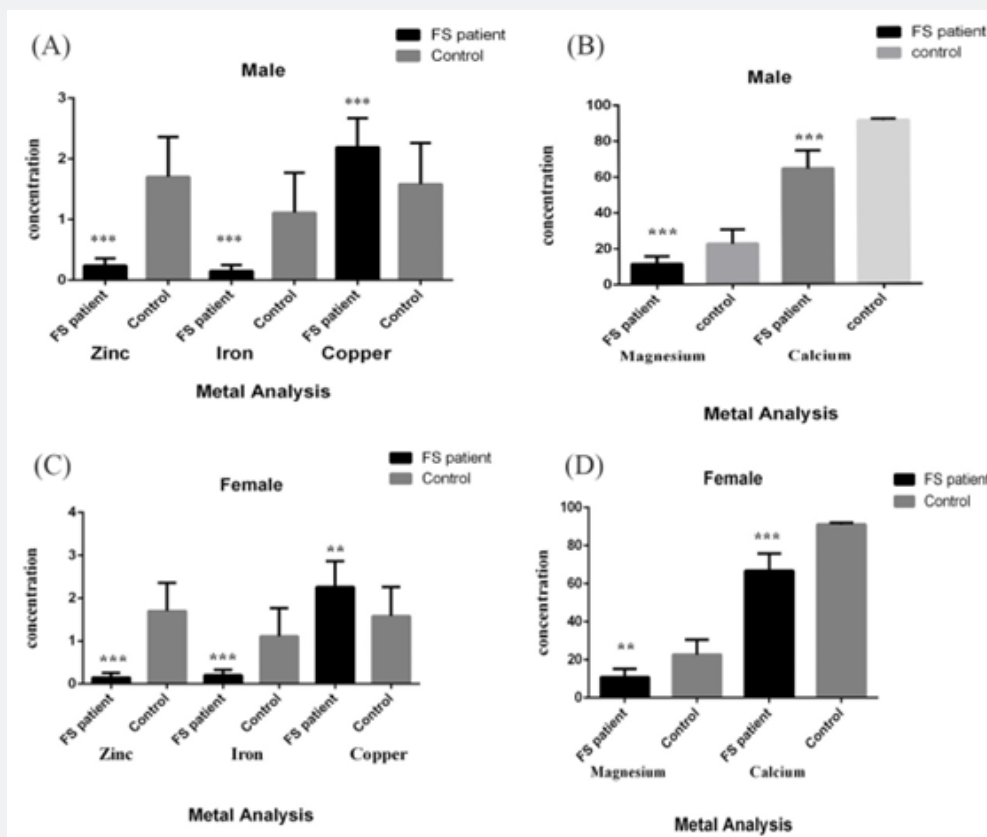 (A)
FS patient
Control
Male
concentration
3
2
1
0
***
***
***
FS patient
Control
FS patient
Control
FS patient
Control
Zinc
Iron
Copper
Metal Analysis
(B)
FS patient
control
Male
concentration
100
80
60
40
20
0
***
***
FS patient
control
FS patient
control
Magnesium
Calcium
Metal Analysis
(C)
FS patient
Control
Female
concentration
4
3
2
1
0
***
***
**
FS patient
Control
FS patient
Control
FS patient
Control
Zinc
Iron
Copper
Metal Analysis
(D)
FS patient
Control
Female
concentration
100
80
60
40
20
0
**
***
FS patient
Control
FS patient
Control
Magnesium
Calcium
Metal Analysis